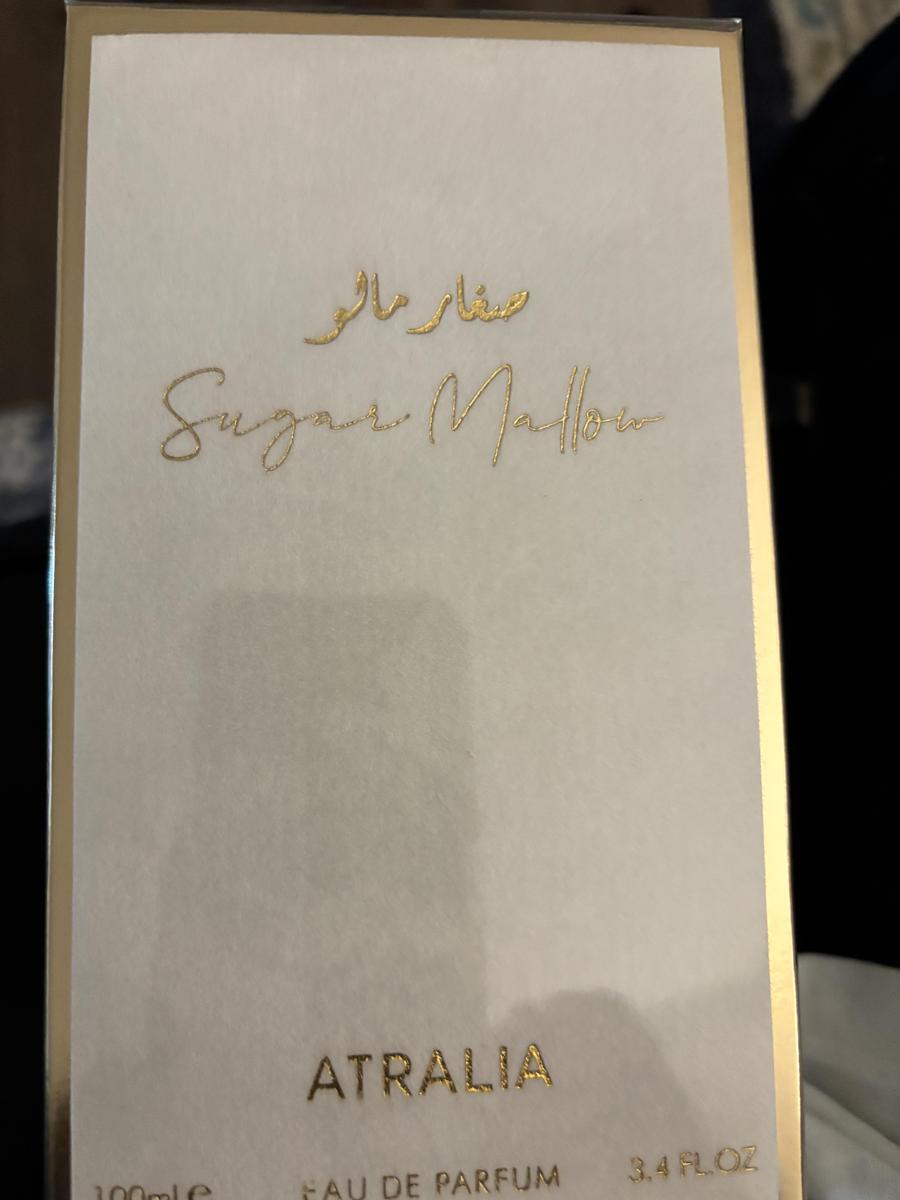 صغار مالو
Sugar Mallow
ATRALIA
100ml e EAU DE PARFUM 3.4 FL.OZ